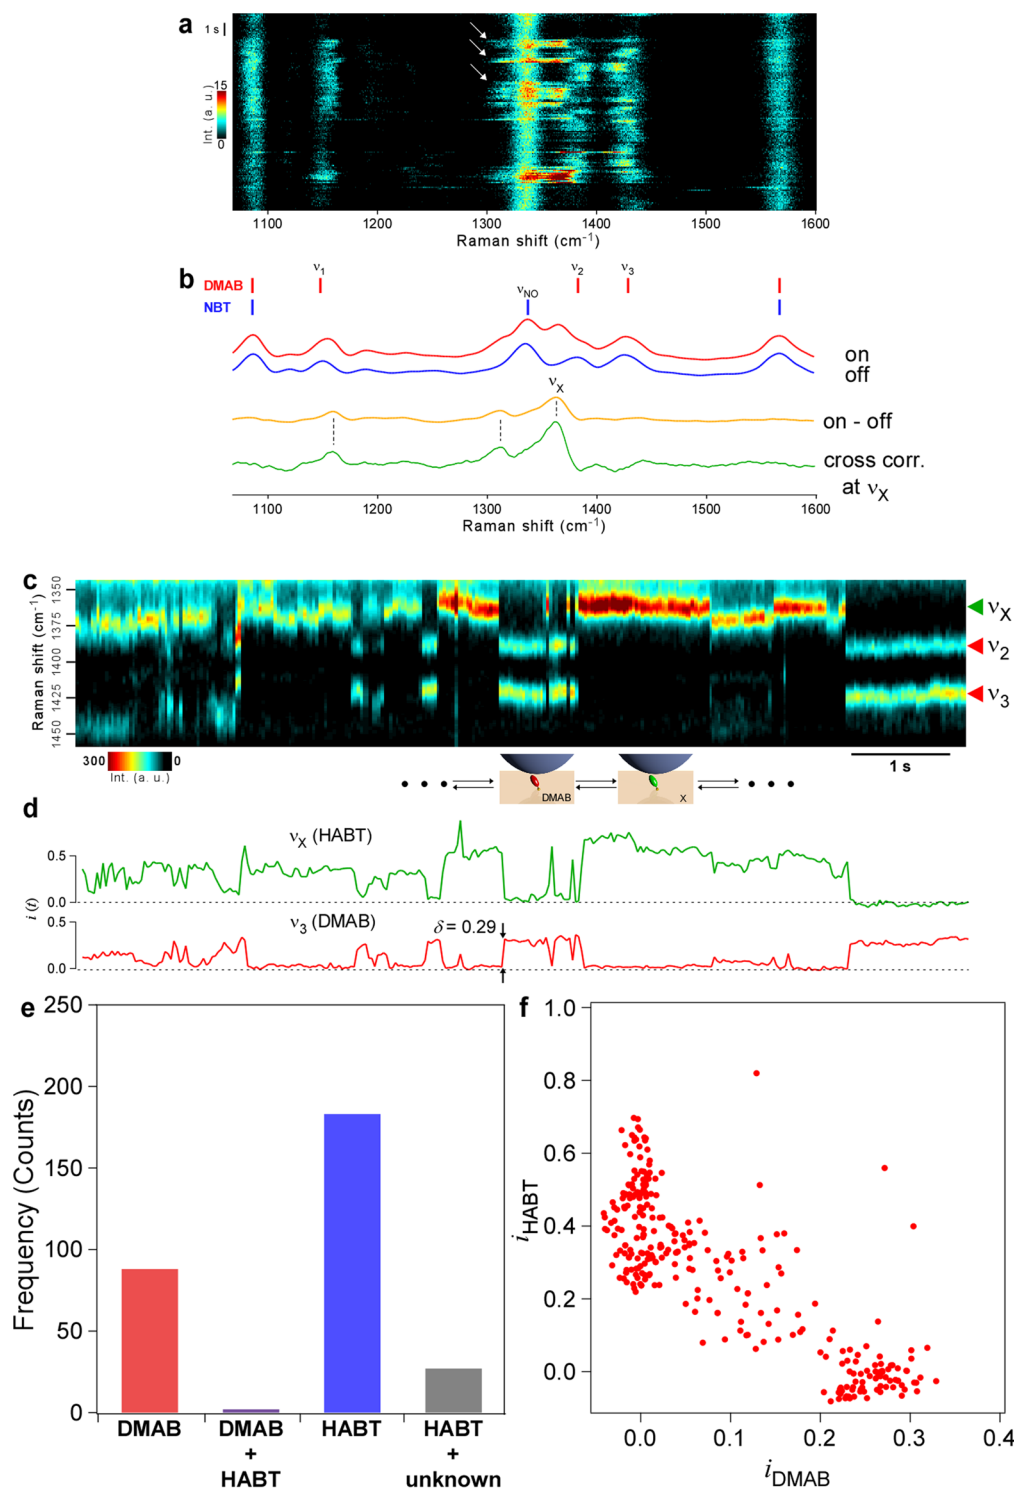 a
1 s
15
Int. (a. u.)
0
1100 1200 1300 1400 1500 1600
Raman shift (cm⁻¹)
b
DMAB
NBT
ν₁
ν₂
ν₃
νNO
on
off
νX
on - off
cross corr.
at νX
1100 1200 1300 1400 1500 1600
Raman shift (cm⁻¹)
c
Raman shift (cm⁻¹)
1350
1375
1400
1425
1450
νX
ν₂
ν₃
300
0
Int. (a. u.)
1 s
DMAB
X
d
νX (HABT)
0.5
0.0
i (t)
ν₃ (DMAB)
δ = 0.29
0.5
0.0
e
Frequency (Counts)
250
200
150
100
50
0
DMAB
DMAB
+
HABT
HABT
HABT
+
unknown
f
iHABT
1.0
0.8
0.6
0.4
0.2
0.0
0.0 0.1 0.2 0.3 0.4
iDMAB